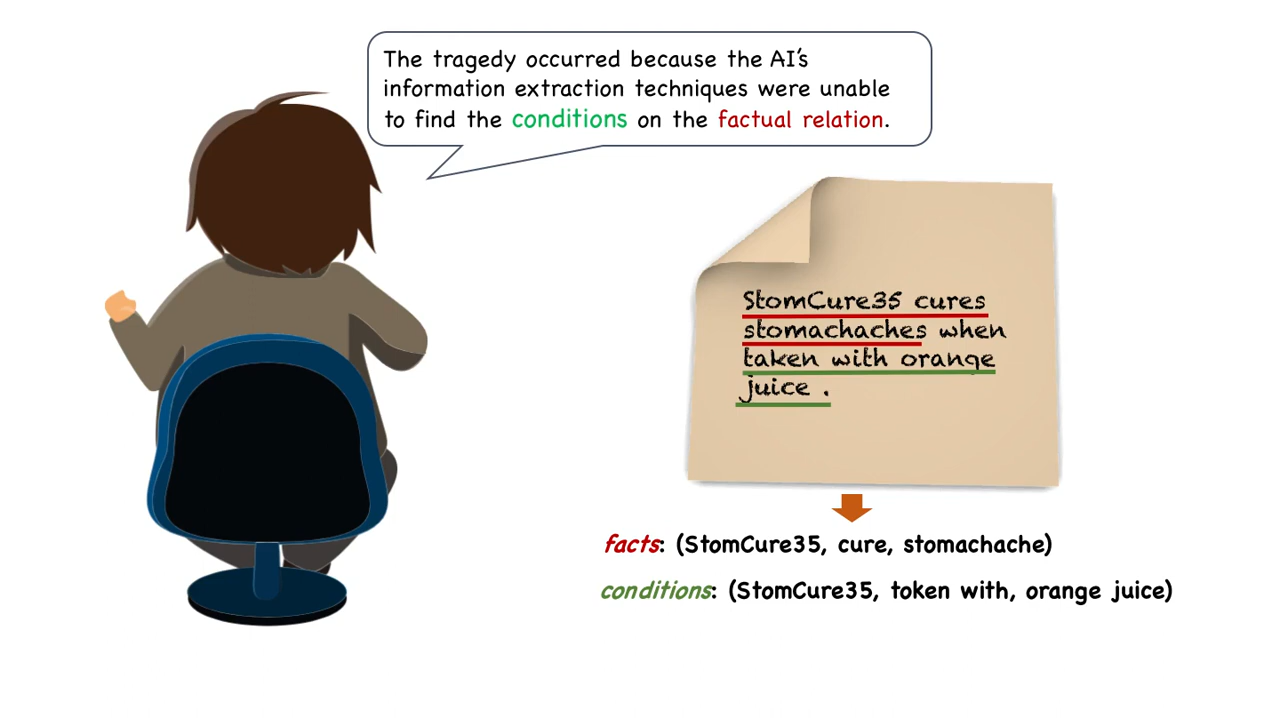 The tragedy occurred because the AI’s
information extraction techniques were unable
to find the conditions on the factual relation.
StomCure35 cures
stomachaches when
taken with orange
juice .
facts: (StomCure35, cure, stomachache)
conditions: (StomCure35, token with, orange juice)